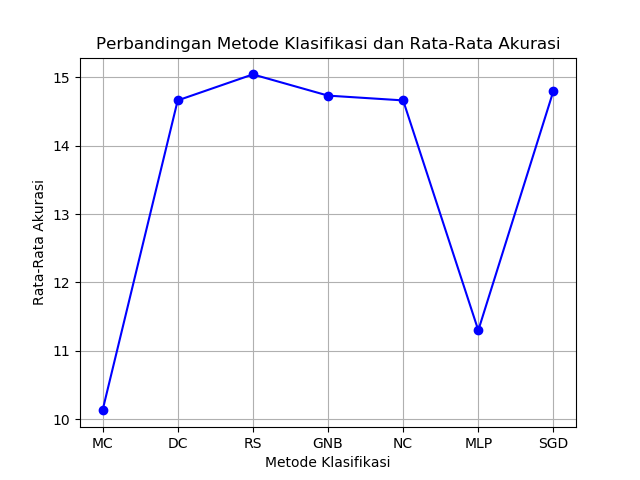 Perbandingan Metode Klasifikasi dan Rata-Rata Akurasi
15
14
13
12
11
10
Rata-Rata Akurasi
MC DC RS GNB NC MLP SGD
Metode Klasifikasi